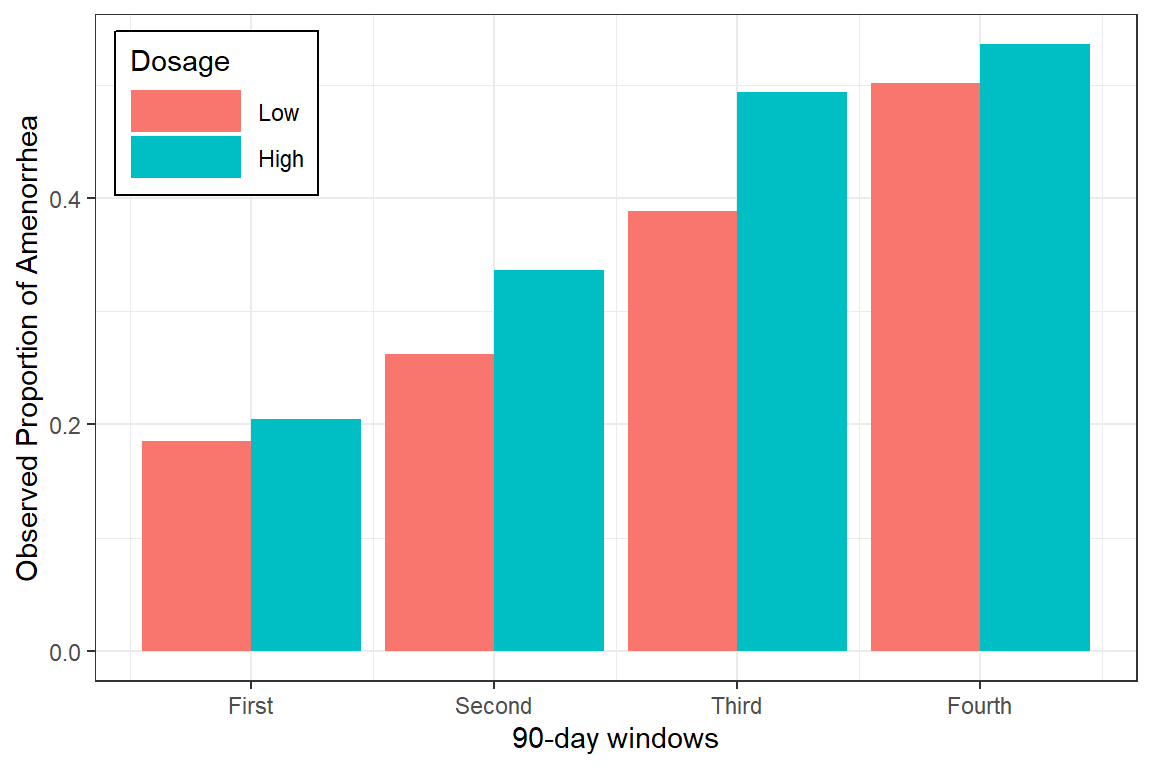 Observed Proportion of Amenorrhea
Dosage
Low
High
0.4
0.2
0.0
First Second Third Fourth
90-day windows